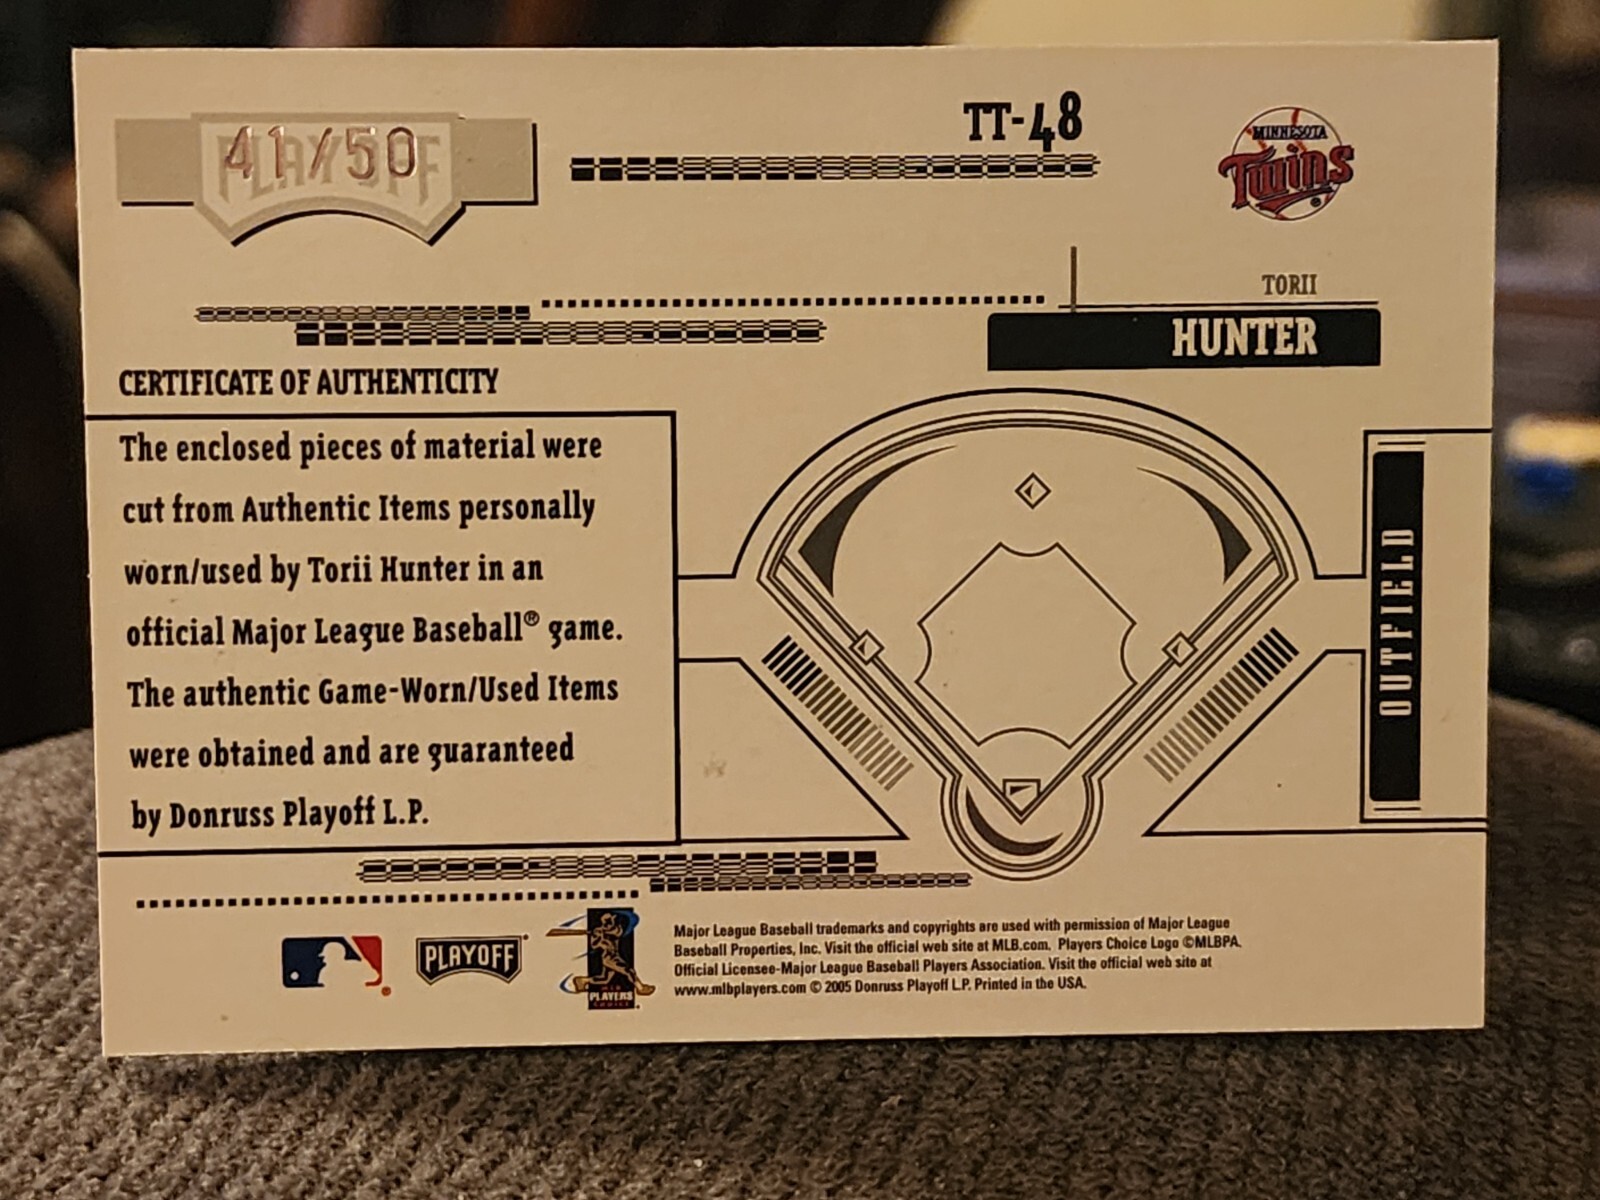 41/50
PLAYOFF
TT-48
MINNESOTA
Twins®
TORII
HUNTER
CERTIFICATE OF AUTHENTICITY
The enclosed pieces of material were
cut from Authentic Items personally
worn/used by Torii Hunter in an
official Major League Baseball® game.
The authentic Game-Worn/Used Items
were obtained and are guaranteed
by Donruss Playoff L.P.
OUTFIELD
PLAYOFF
MLB
PLAYERS
CHOICE
Major League Baseball trademarks and copyrights are used with permission of Major League
Baseball Properties, Inc. Visit the official web site at MLB.com. Players Choice Logo ©MLBPA.
Official Licensee-Major League Baseball Players Association. Visit the official web site at
www.mlbplayers.com © 2005 Donruss Playoff L.P. Printed in the USA.